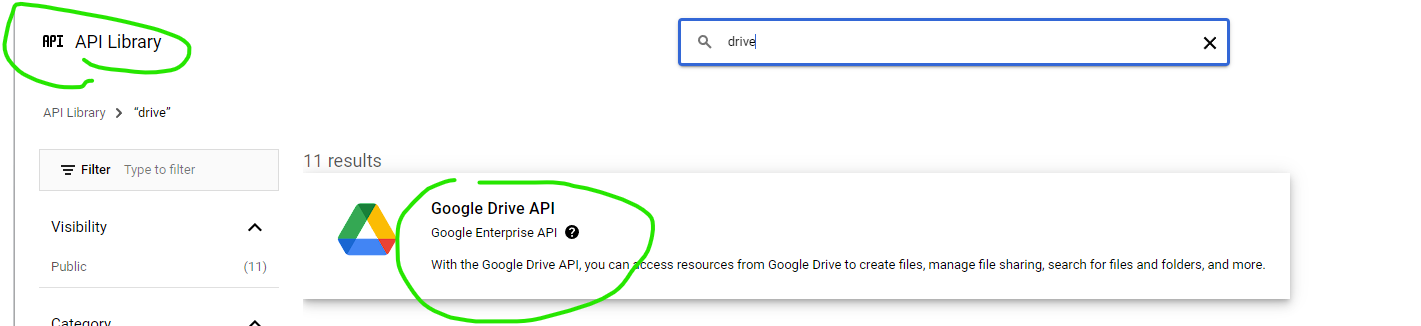 API API Library
drive
API Library > “drive”
Filter Type to filter
11 results
Google Drive API
Google Enterprise API ?
With the Google Drive API, you can access resources from Google Drive to create files, manage file sharing, search for files and folders, and more.
Visibility
Public (11)
Category